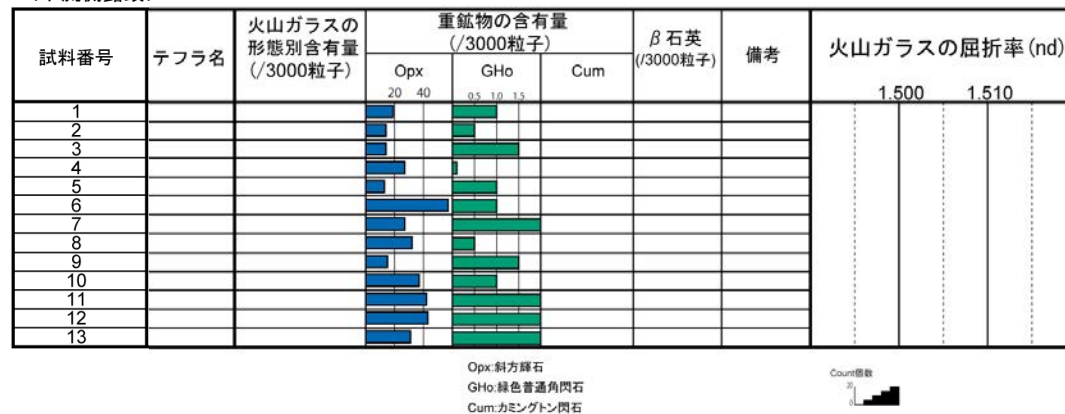 試料番号
テフラ名
火山ガラスの
形態別含有量
(/3000粒子)
重鉱物の含有量
(/3000粒子)
Opx
GHo
Cum
20 40
0.5 1.0 1.5
β石英
(/3000粒子)
備考
火山ガラスの屈折率(nd)
1.500 1.510
1
2
3
4
5
6
7
8
9
10
11
12
13
Opx:斜方輝石
GHo:緑色普通角閃石
Cum:カミングトン閃石
Count個数
20
0